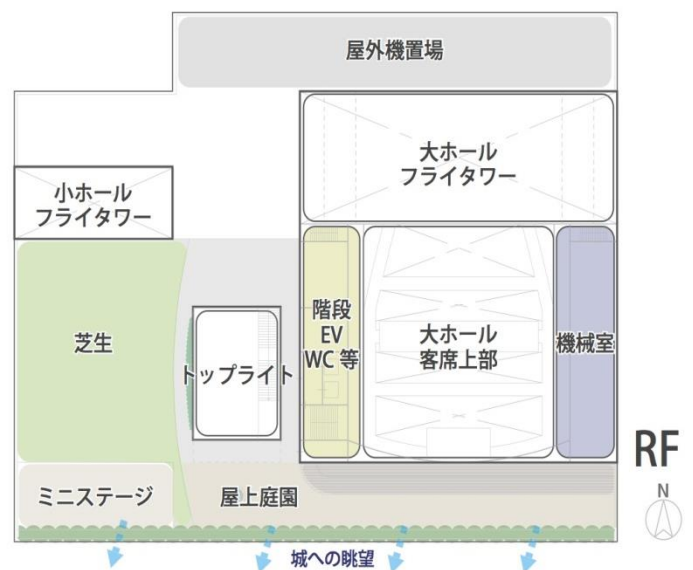 屋外機置場
大ホール
フライタワー
小ホール
フライタワー
階段
EV
WC 等
大ホール
客席上部
機械室
芝生
トップライト
RF
N
ミニステージ
屋上庭園
城への眺望